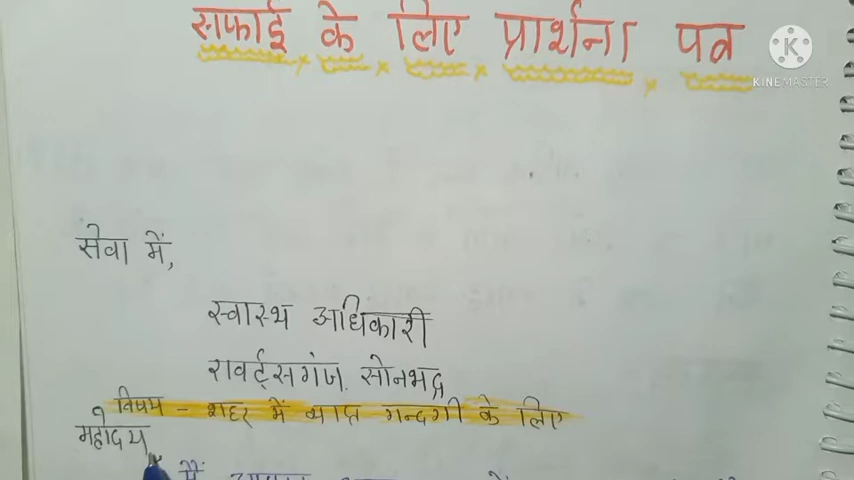 सफाई के लिए प्रार्थना पत्र
KINEMASTER
सेवा में,
स्वास्थ अधिकारी
रावर्ट्सगंज. सोनभद्र
विषय - शहर में व्याप्त गन्दगी के लिए
महोदय,
मैं